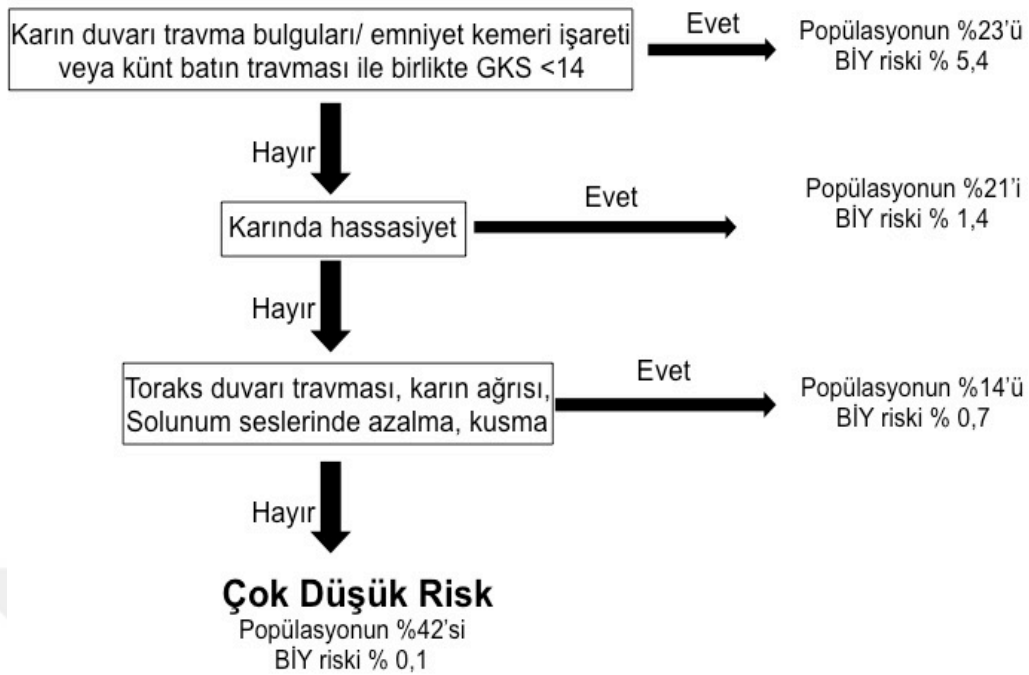 Karın duvarı travma bulguları/ emniyet kemeri işareti
veya künt batın travması ile birlikte GKS <14
Evet
Popülasyonun %23'ü
BİY riski % 5,4
Hayır
Karında hassasiyet
Evet
Popülasyonun %21'i
BİY riski % 1,4
Hayır
Toraks duvarı travması, karın ağrısı,
Solunum seslerinde azalma, kusma
Evet
Popülasyonun %14'ü
BİY riski % 0,7
Hayır
Çok Düşük Risk
Popülasyonun %42'si
BİY riski % 0,1